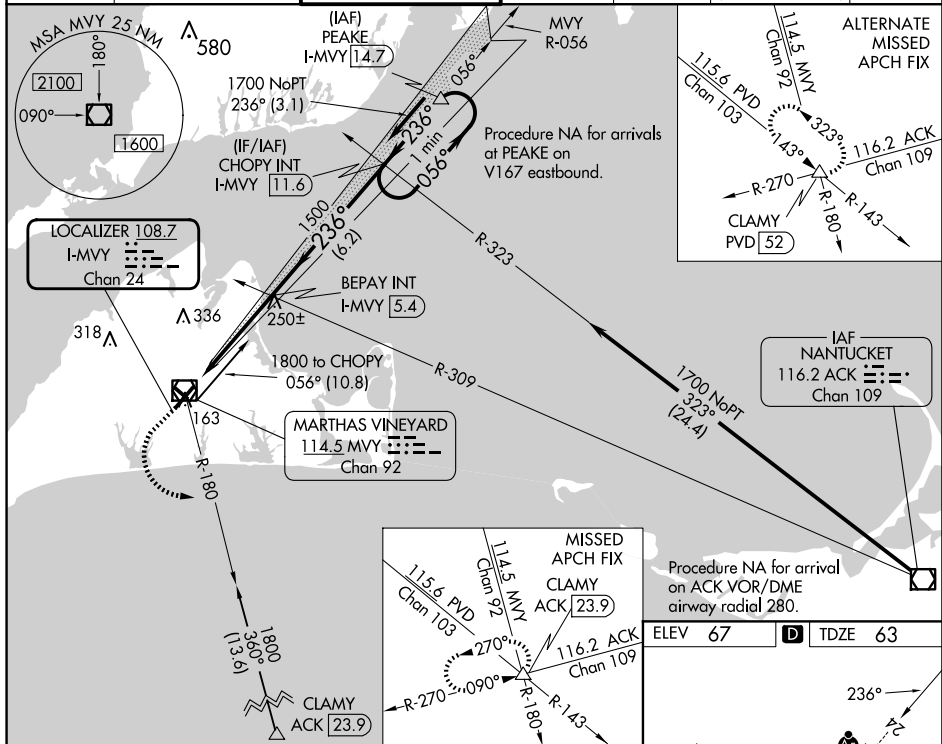 MSA MVY 25 NM
180°
2100
090°
1600
580
(IAF)
PEAKE
I-MVY 14.7
MVY
R-056
1700 NoPT
236° (3.1)
056°
236°
1 min
056°
(IF/IAF)
CHOPY INT
I-MVY 11.6
Procedure NA for arrivals
at PEAKE on
V167 eastbound.
ALTERNATE
MISSED
APCH FIX
114.5 MVY
Chan 92
115.6 PVD
Chan 103
323°
143°
116.2 ACK
Chan 109
R-270
R-180
R-143
CLAMY
PVD 52
LOCALIZER 108.7
I-MVY
Chan 24
1500
236°
(6.2)
R-323
BEPAY INT
I-MVY 5.4
336
318
250±
1800 to CHOPY
056° (10.8)
R-309
1700 NoPT
323°
(24.4)
IAF
NANTUCKET
116.2 ACK
Chan 109
163
MARTHAS VINEYARD
114.5 MVY
Chan 92
R-180
1800
360°
(13.6)
CLAMY
ACK 23.9
MISSED
APCH FIX
114.5 MVY
Chan 92
115.6 PVD
Chan 103
CLAMY
ACK 23.9
270°
116.2 ACK
Chan 109
R-270
090°
R-180
R-143
Procedure NA for arrival
on ACK VOR/DME
airway radial 280.
ELEV 67
D
TDZE 63
236°
24